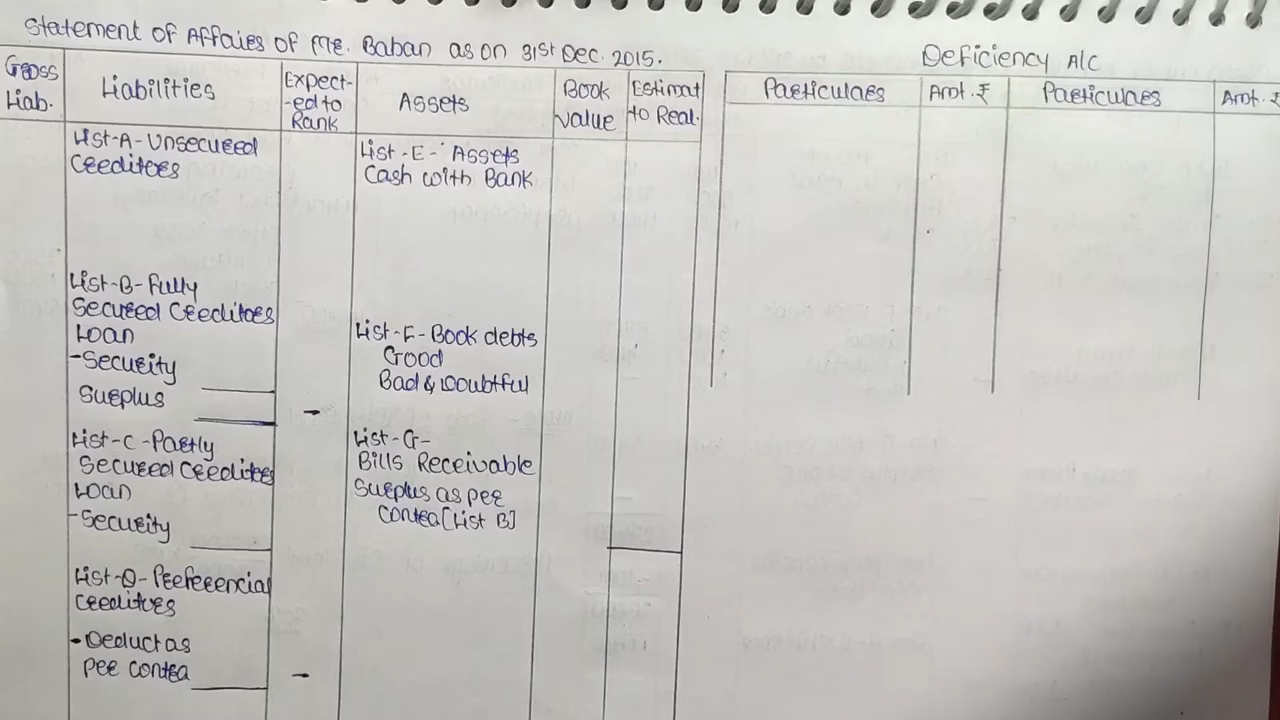 Statement of Affairs of Mr. Baban as on 31st Dec. 2015.
Gross
Liab.
Liabilities
Expect-
-ed to
Rank
Assets
Book
Value
Estimat
to Real.
List-A-Unsecured
Creditors
List-B-Fully
Secured Creditors
Loan
-Security
Surplus
-
List-C-Partly
Secured Creditors
Loan
-Security
List-D-Preferencial
Creditors
-Deduct as
per contra
-
List-E- Assets
Cash with Bank
List-F-Book debts
Good
Bad & Doubtful
List-G-
Bills Receivable
Surplus as per
contra [List B]
Deficiency A/c
Particulars
Amt. ₹
Particulars
Amt. ₹